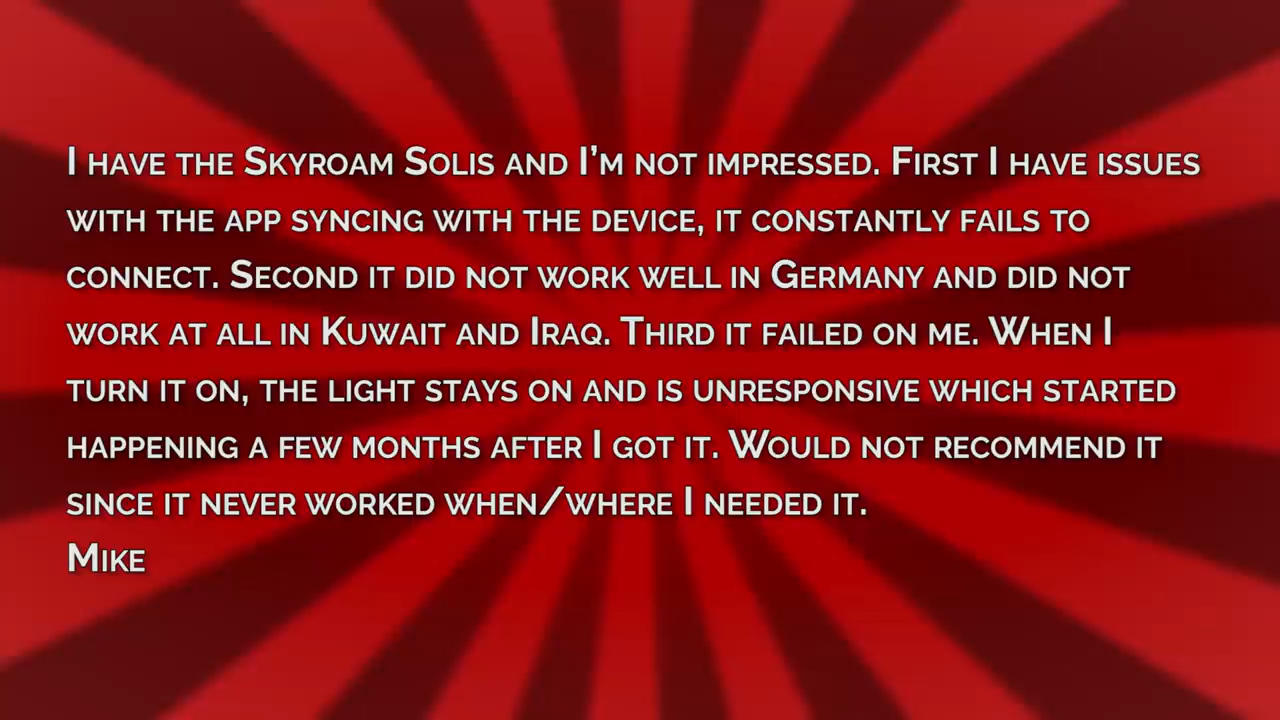 I have the Skyroam Solis and I’m not impressed. First I have issues
with the app syncing with the device, it constantly fails to
connect. Second it did not work well in Germany and did not
work at all in Kuwait and Iraq. Third it failed on me. When I
turn it on, the light stays on and is unresponsive which started
happening a few months after I got it. Would not recommend it
since it never worked when/where I needed it.
Mike